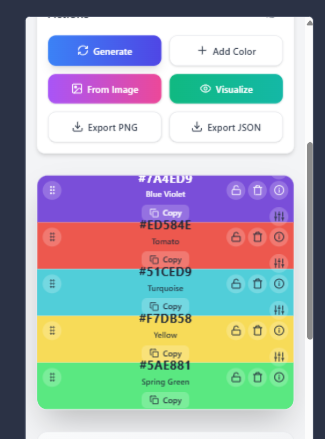 Generate
Add Color
From Image
Visualize
Export PNG
Export JSON
#7A4ED9
Blue Violet
Copy
#ED584E
Tomato
Copy
#51CED9
Turquoise
Copy
#F7DB58
Yellow
Copy
#5AE881
Spring Green
Copy